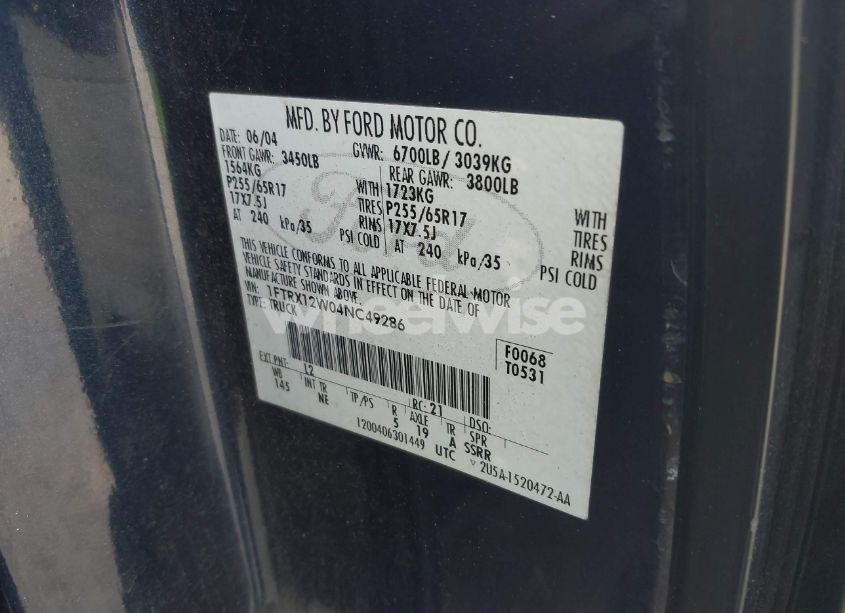 MFD. BY FORD MOTOR CO.
DATE: 06/04 GVWR: 6700LB/ 3039KG
FRONT GAWR: 3450LB REAR GAWR: 3800LB
1564KG WITH 1723KG WITH
P255/65R17 TIRES P255/65R17 TIRES
17X7.5J RIMS 17X7.5J RIMS
AT 240 kPa/35 PSI COLD AT 240 kPa/35 PSI COLD
THIS VEHICLE CONFORMS TO ALL APPLICABLE FEDERAL MOTOR
VEHICLE SAFETY STANDARDS IN EFFECT ON THE DATE OF
MANUFACTURE SHOWN ABOVE.
VIN: 1FTRX12W04NC49286
TYPE: TRUCK
Ford
wheelwise
F0068
T0531
EXT PNT: L2 RC: 21 DSO:
WB INT TR TP/PS R AXLE TR SPR
145 NE 5 19 A SSRR
1200406301449 UTC
2U5A-1520472-AA